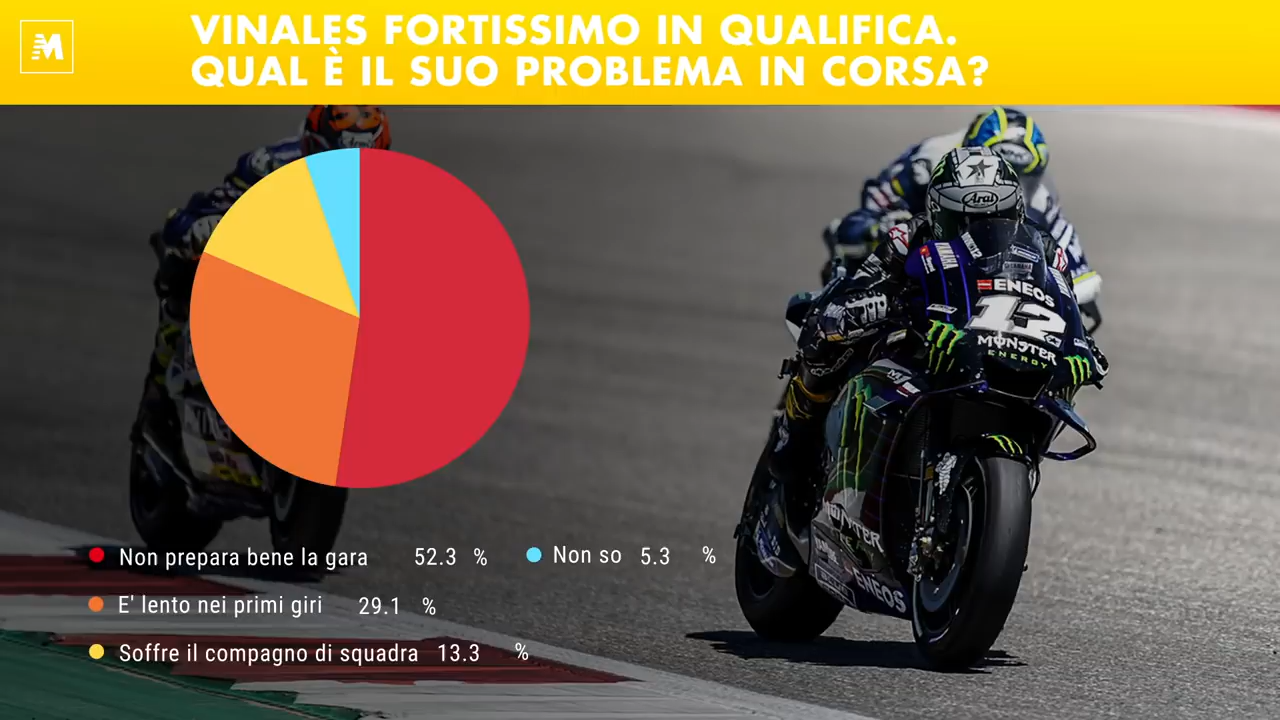 M
VINALES FORTISSIMO IN QUALIFICA.
QUAL È IL SUO PROBLEMA IN CORSA?
Arai
YAMAHA
ENEOS
12
MONSTER
ENERGY
MONSTER
ENEOS
Non prepara bene la gara 52.3 %
Non so 5.3 %
E' lento nei primi giri 29.1 %
Soffre il compagno di squadra 13.3 %